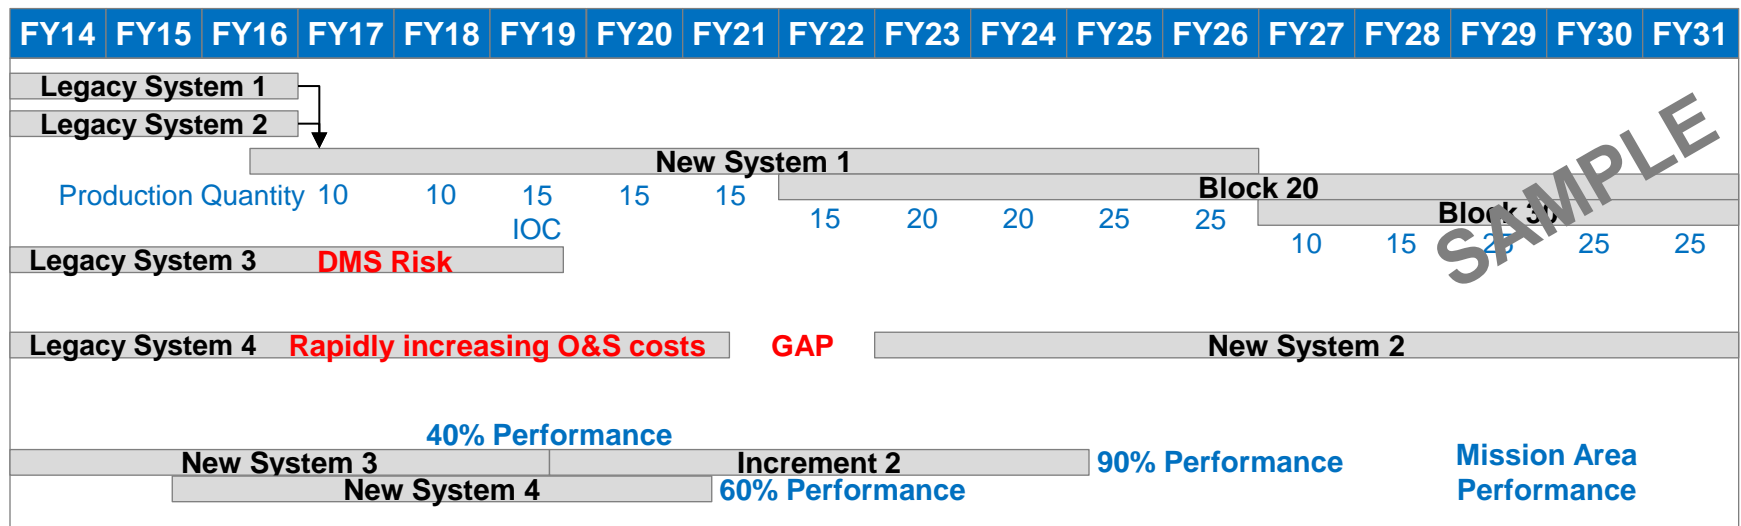 FY14 FY15 FY16 FY17 FY18 FY19 FY20 FY21 FY22 FY23 FY24 FY25 FY26 FY27 FY28 FY29 FY30 FY31
Legacy System 1
Legacy System 2
New System 1
Production Quantity 10 10 15 15 15
IOC
Block 20
15 20 20 25 25
Block 30
10 15 25 25 25
SAMPLE
Legacy System 3 DMS Risk
Legacy System 4 Rapidly increasing O&S costs GAP New System 2
40% Performance
New System 3 Increment 2 90% Performance
New System 4 60% Performance
Mission Area
Performance